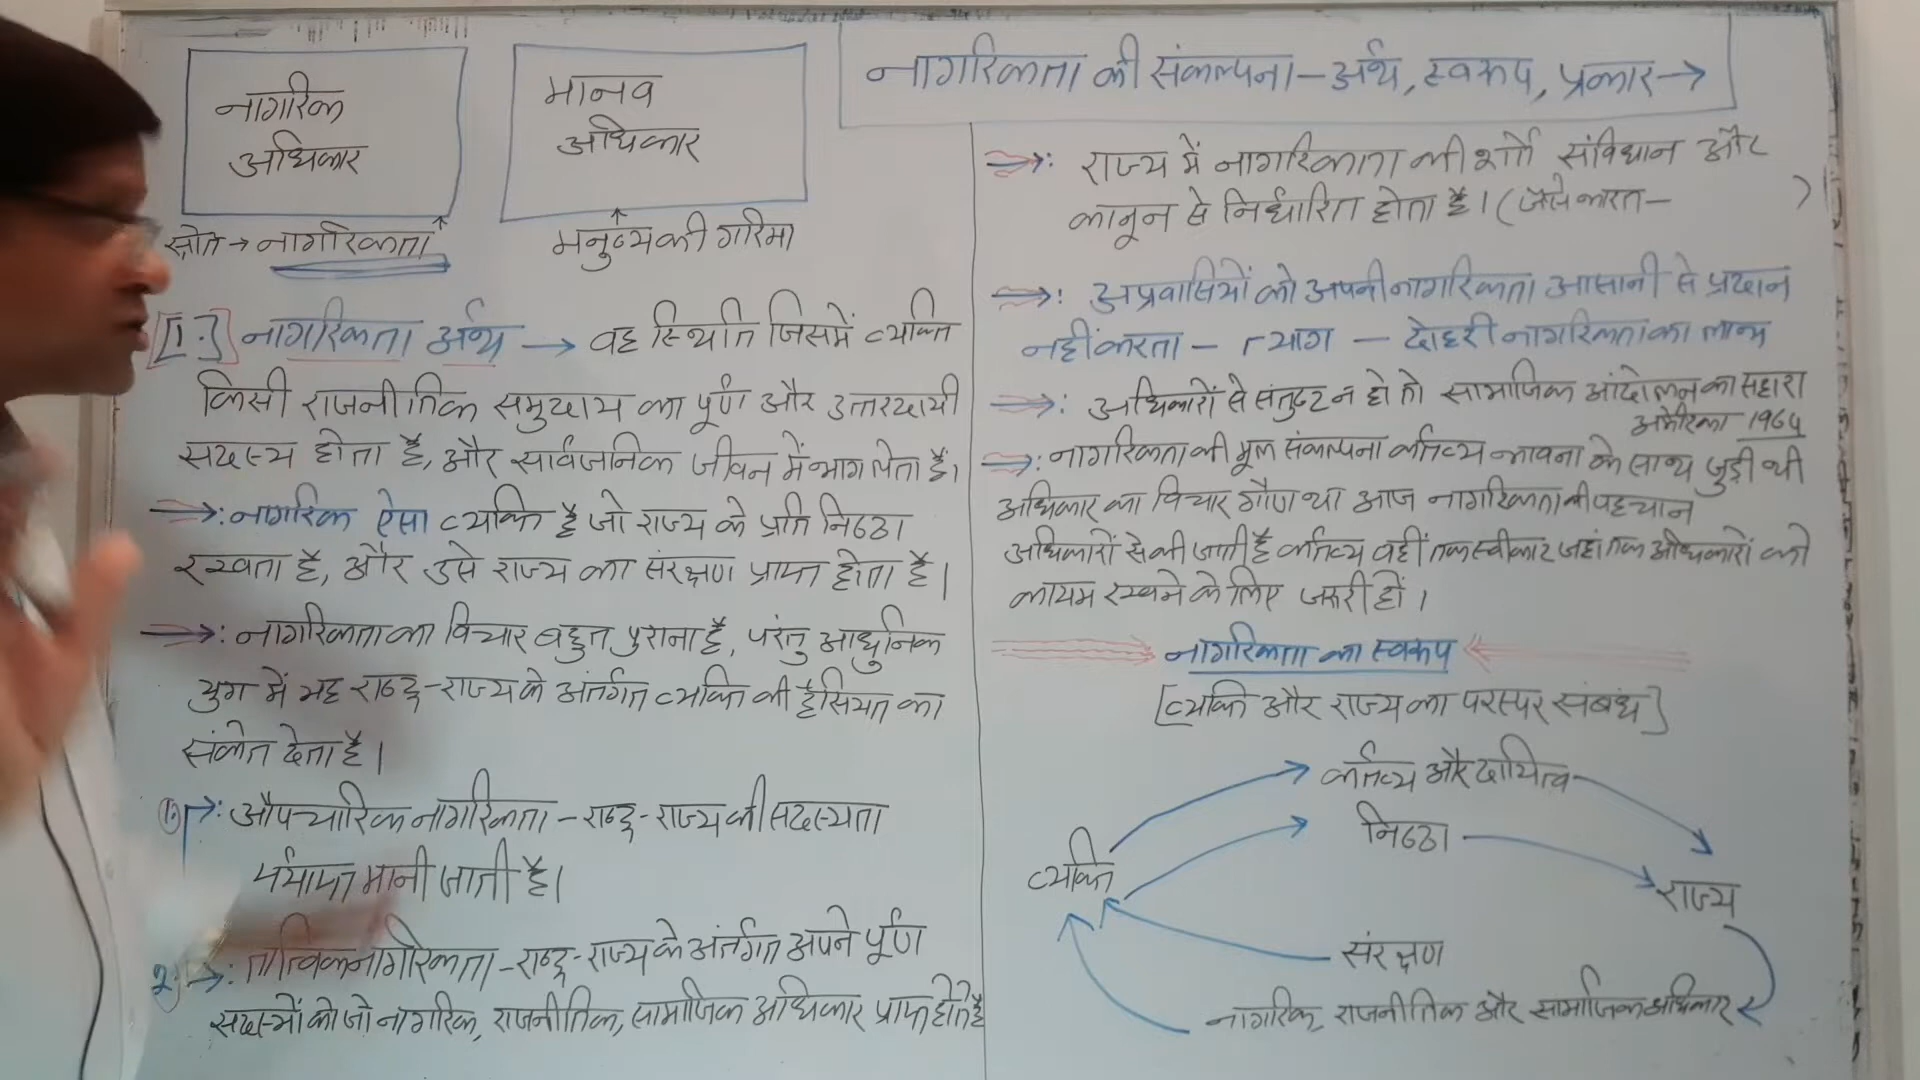 नागरिकता की संकल्पना – अर्थ, स्वरूप, प्रकार →
नागरिक
अधिकार
स्रोत → नागरिकता
मानव
अधिकार
मनुष्य की गरिमा
[1.] नागरिकता अर्थ → वह स्थिति जिसमें व्यक्ति
किसी राजनीतिक समुदाय का पूर्ण और उत्तरदायी
सदस्य होता है, और सार्वजनिक जीवन में भाग लेता है।
→: नागरिक ऐसा व्यक्ति है जो राज्य के प्रति निष्ठा
रखता है, और उसे राज्य का संरक्षण प्राप्त होता है।
→: नागरिकता का विचार बहुत पुराना है, परंतु आधुनिक
युग में यह राष्ट्र-राज्य के अंर्तगत व्यक्ति की हैसियत का
संकेत देता है।
1. →: औपचारिक नागरिकता – राष्ट्र-राज्य की सदस्यता
पर्याप्त मानी जाती है।
2. →: तात्विक नागरिकता – राष्ट्र-राज्य के अंर्तगत अपने पूर्ण
सदस्यों को जो नागरिक, राजनीतिक, सामाजिक अधिकार प्राप्त होते है
→: राज्य में नागरिकता की शर्ते संविधान और
कानून से निर्धारित होता है। (जैसे भारत– )
→: अप्रवासियों को अपनी नागरिकता आसानी से प्रदान
नहीं करता – त्याग – दोहरी नागरिकता का लाभ
→: अधिकारों से संतुष्ट न हो तो सामाजिक आंदोलन का सहारा
अमेरिका 1964
→: नागरिकता की मूल संकल्पना कर्तव्य भावना के साथ जुड़ी थी
अधिकार का विचार गौण था आज नागरिकता की पहचान
अधिकारों से की जाती है कर्तव्य वहीं तक स्वीकार जहां तक अधिकारों को
कायम रखने के लिए जरूरी हों।
नागरिकता का स्वरूप
[व्यक्ति और राज्य का परस्पर संबंध]
कर्तव्य और दायित्व
निष्ठा
व्यक्ति
राज्य
संरक्षण
नागरिक, राजनीतिक और सामाजिक अधिकार